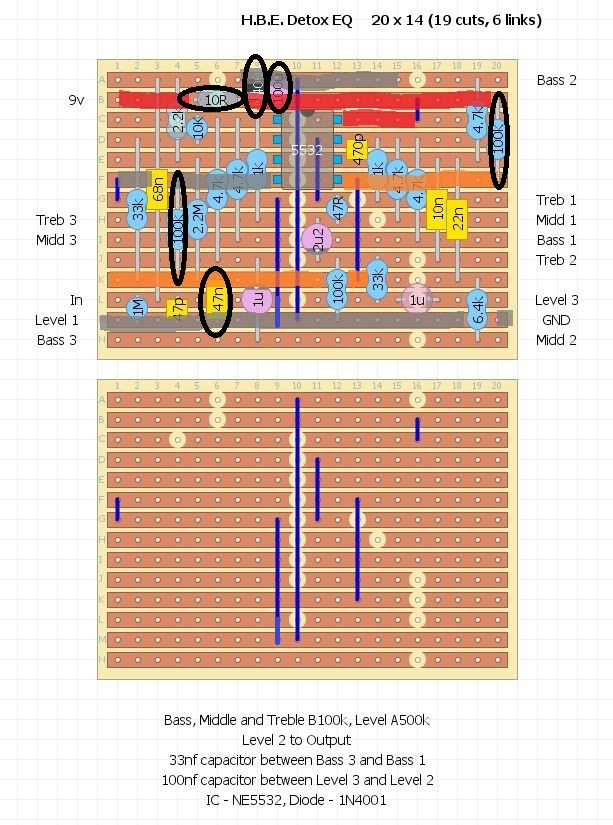 H.B.E. Detox EQ 20 x 14 (19 cuts, 6 links)
1 2 3 4 5 6 7 8 9 10 11 12 13 14 15 16 17 18 19 20
A
Bass 2
9v
B
10R
C
2.2
10K
4.7k
100k
D
5532
470p
E
1k
1k
F
68n
4.7k
4.7k
4.7k
4.7k
G
33k
47R
10n
22n
Treb 1
Treb 3
H
100k
2.2M
Midd 1
Midd 3
I
2u2
Bass 1
J
Treb 2
K
33k
In
L
1M
47p
47n
1u
100k
1u
6.4k
Level 3
Level 1
GND
Bass 3
N
Midd 2
1 2 3 4 5 6 7 8 9 10 11 12 13 14 15 16 17 18 19 20
A
B
C
D
E
F
G
H
I
J
K
L
M
N
Bass, Middle and Treble B100k, Level A500k
Level 2 to Output
33nf capacitor between Bass 3 and Bass 1
100nf capacitor between Level 3 and Level 2
IC - NE5532, Diode - 1N4001